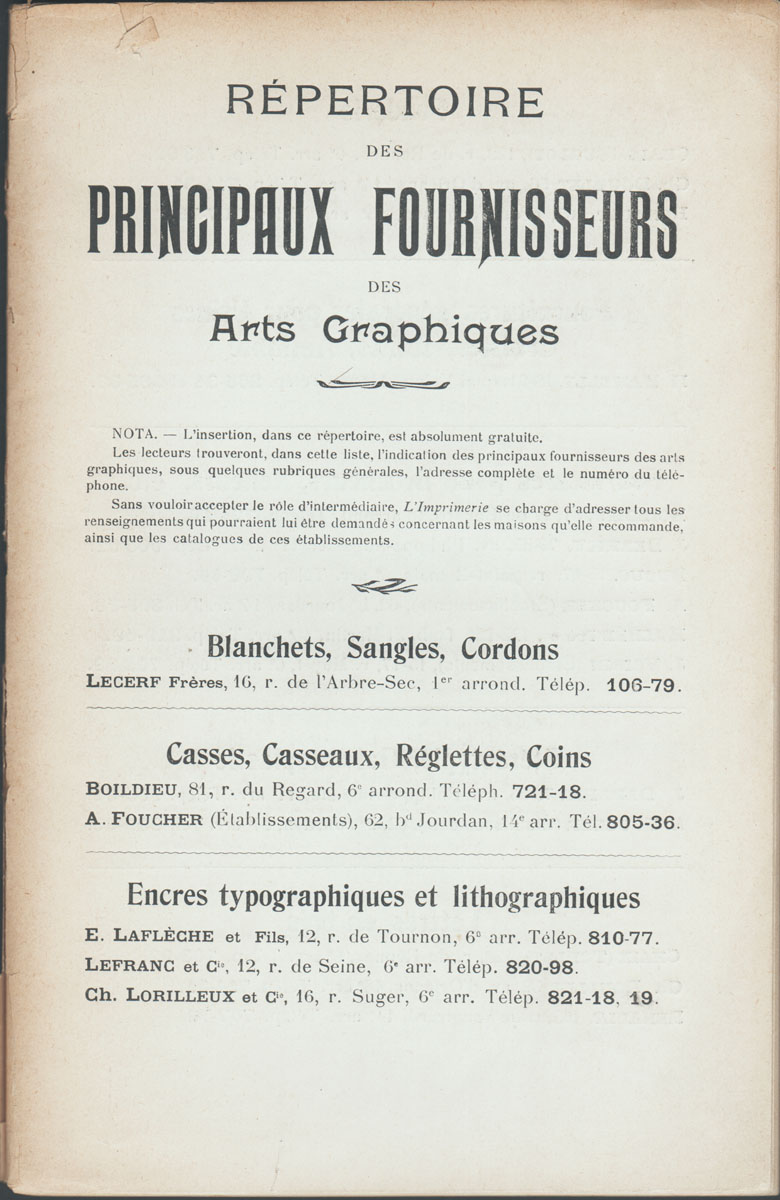 RÉPERTOIRE
DES
PRINCIPAUX FOURNISSEURS
DES
Arts Graphiques
NOTA. — L'insertion, dans ce répertoire, est absolument gratuite.
Les lecteurs trouveront, dans cette liste, l'indication des principaux fournisseurs des arts
graphiques, sous quelques rubriques générales, l'adresse complète et le numéro du télé-
phone.
Sans vouloir accepter le rôle d'intermédiaire, L'Imprimerie se charge d'adresser tous les
renseignements qui pourraient lui être demandés concernant les maisons qu'elle recommande,
ainsi que les catalogues de ces établissements.
Blanchets, Sangles, Cordons
LECERF Frères, 16, r. de l'Arbre-Sec, 1er arrond. Télép. 106-79.
Casses, Casseaux, Réglettes, Coins
BOILDIEU, 81, r. du Regard, 6e arrond. Téléph. 721-18.
A. FOUCHER (Établissements), 62, bd Jourdan, 14e arr. Tél. 805-36.
Encres typographiques et lithographiques
E. LAFLÈCHE et Fils, 12, r. de Tournon, 6e arr. Télép. 810-77.
LEFRANC et Cie, 12, r. de Seine, 6e arr. Télép. 820-98.
Ch. LORILLEUX et Cie, 16, r. Suger, 6e arr. Télép. 821-18, 19.